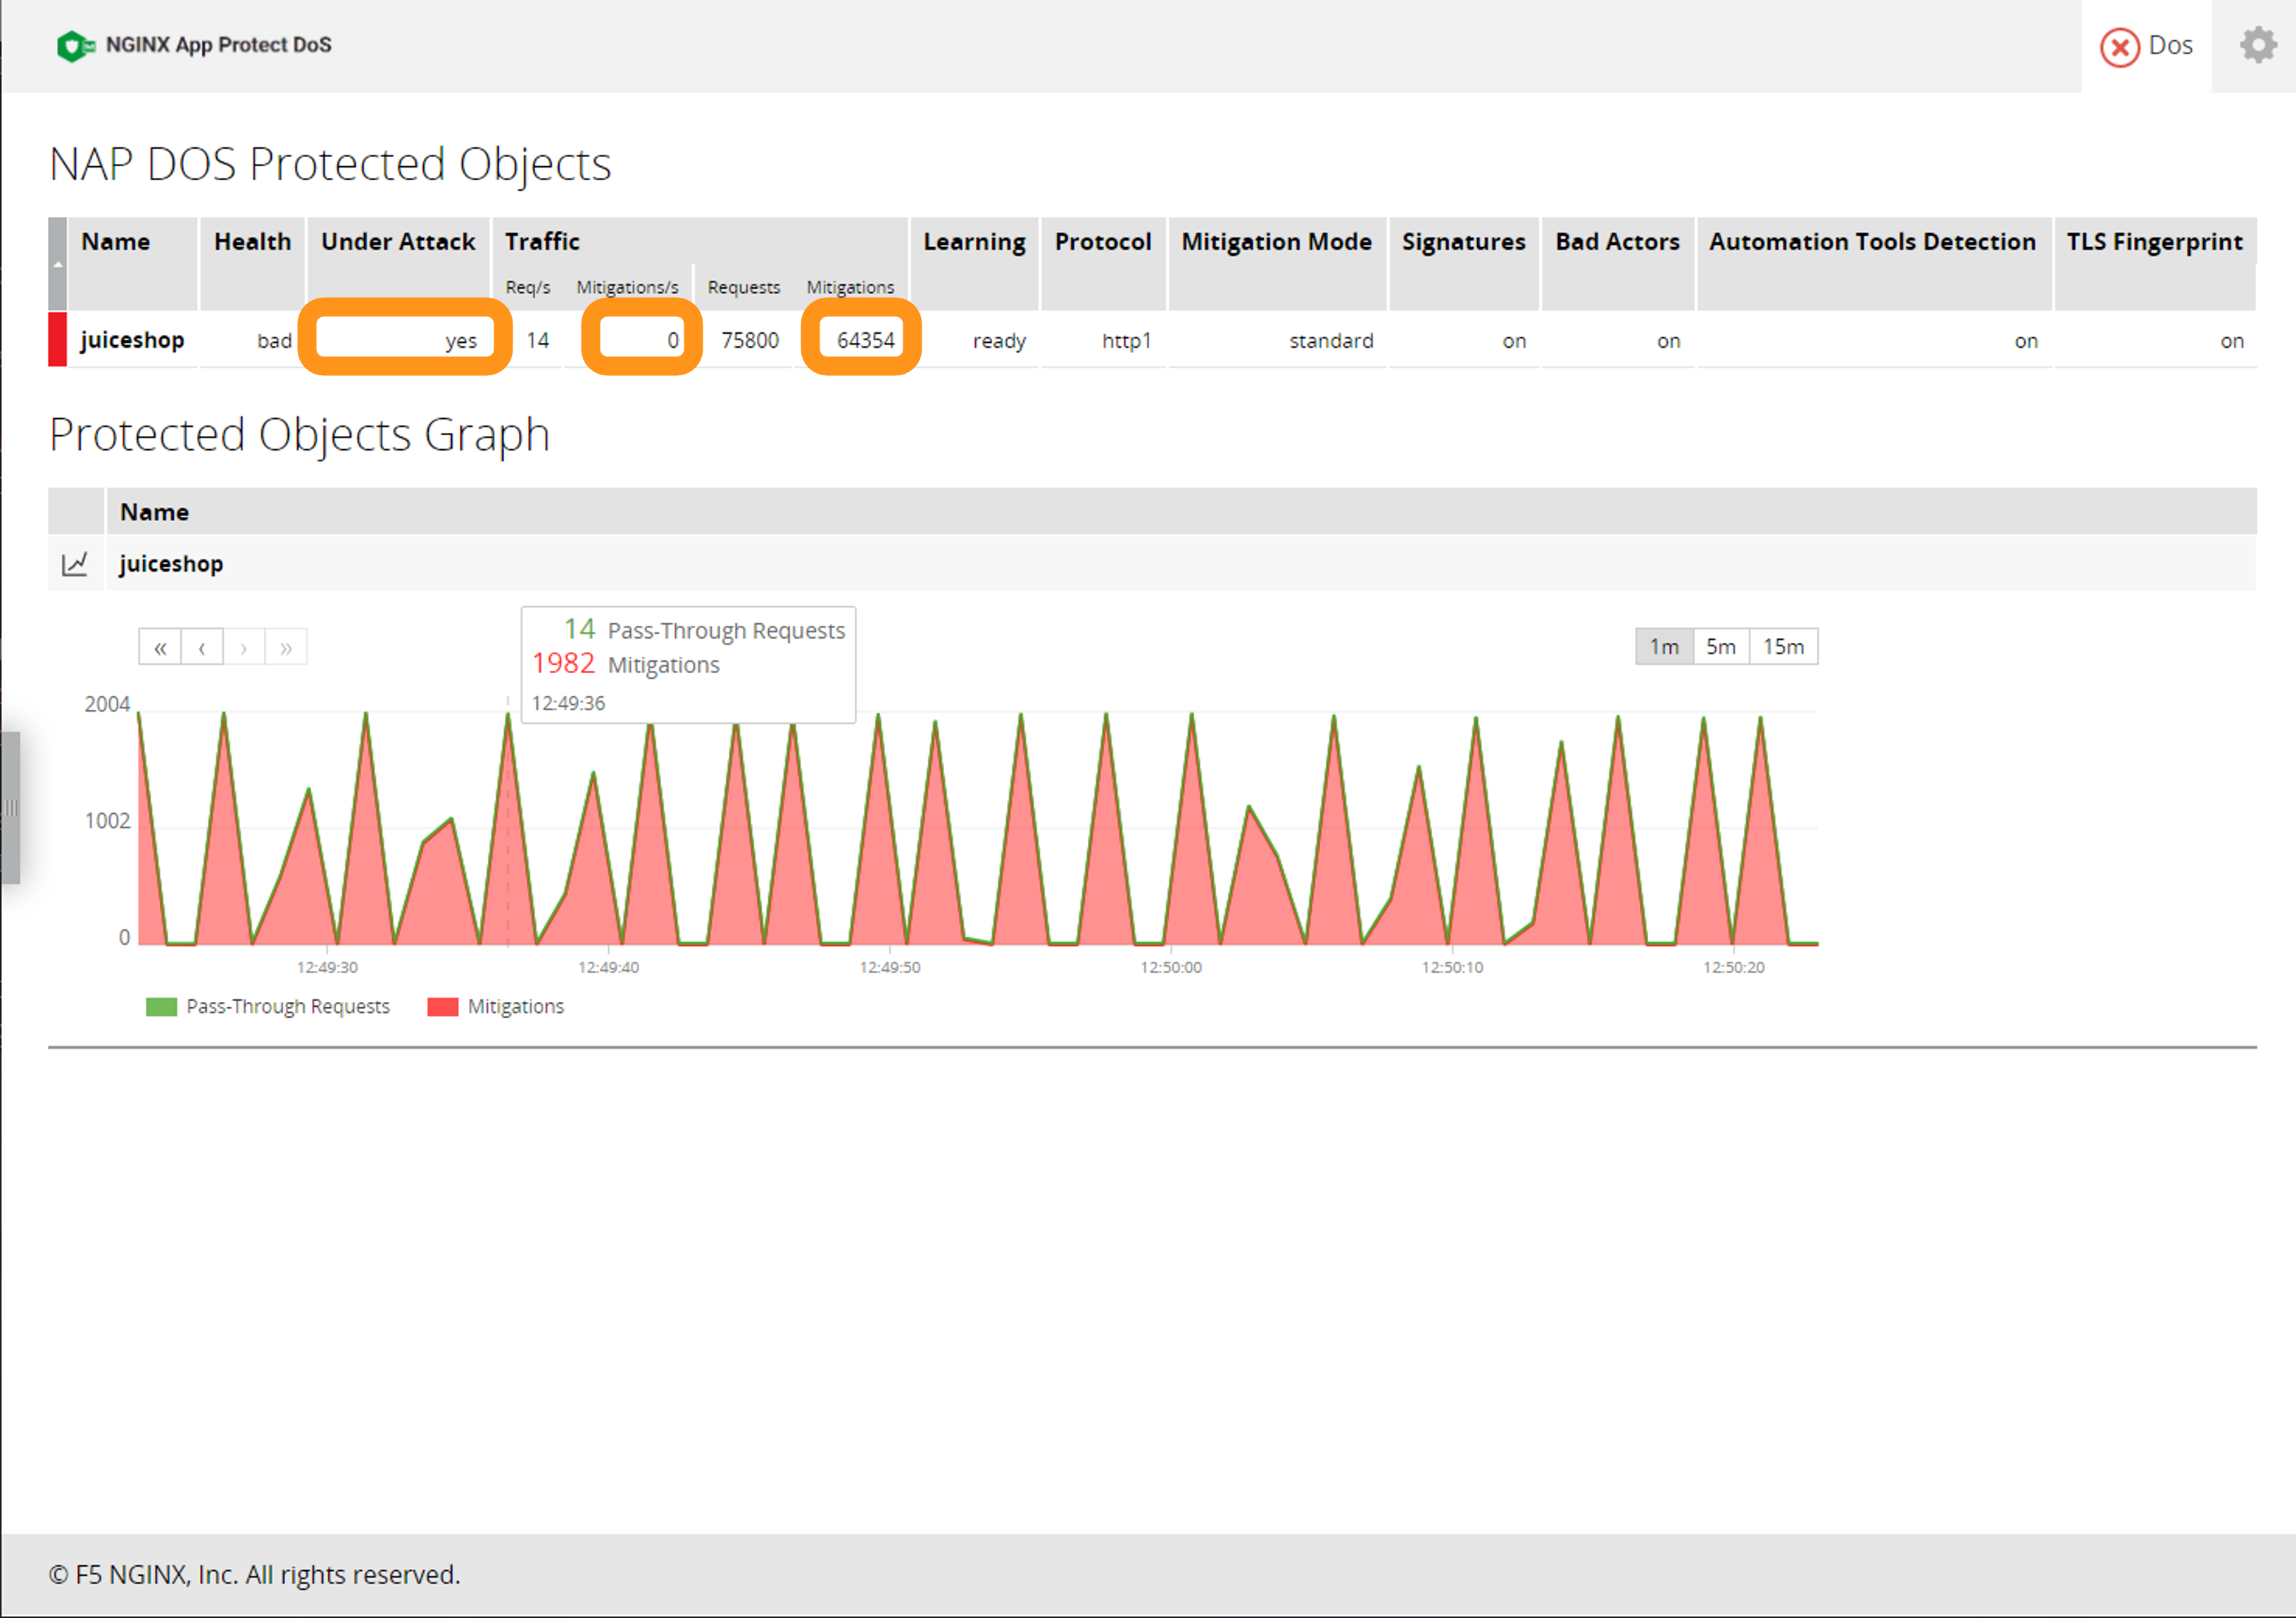 NGINX App Protect DoS
Dos
NAP DOS Protected Objects
Name Health Under Attack Traffic Learning Protocol Mitigation Mode Signatures Bad Actors Automation Tools Detection TLS Fingerprint
Req/s Mitigations/s Requests Mitigations
juiceshop bad yes 14 0 75800 64354 ready http1 standard on on on on
Protected Objects Graph
Name
juiceshop
« ‹ › »
14 Pass-Through Requests
1982 Mitigations
12:49:36
1m 5m 15m
2004
1002
0
12:49:30 12:49:40 12:49:50 12:50:00 12:50:10 12:50:20
Pass-Through Requests Mitigations
© F5 NGINX, Inc. All rights reserved.